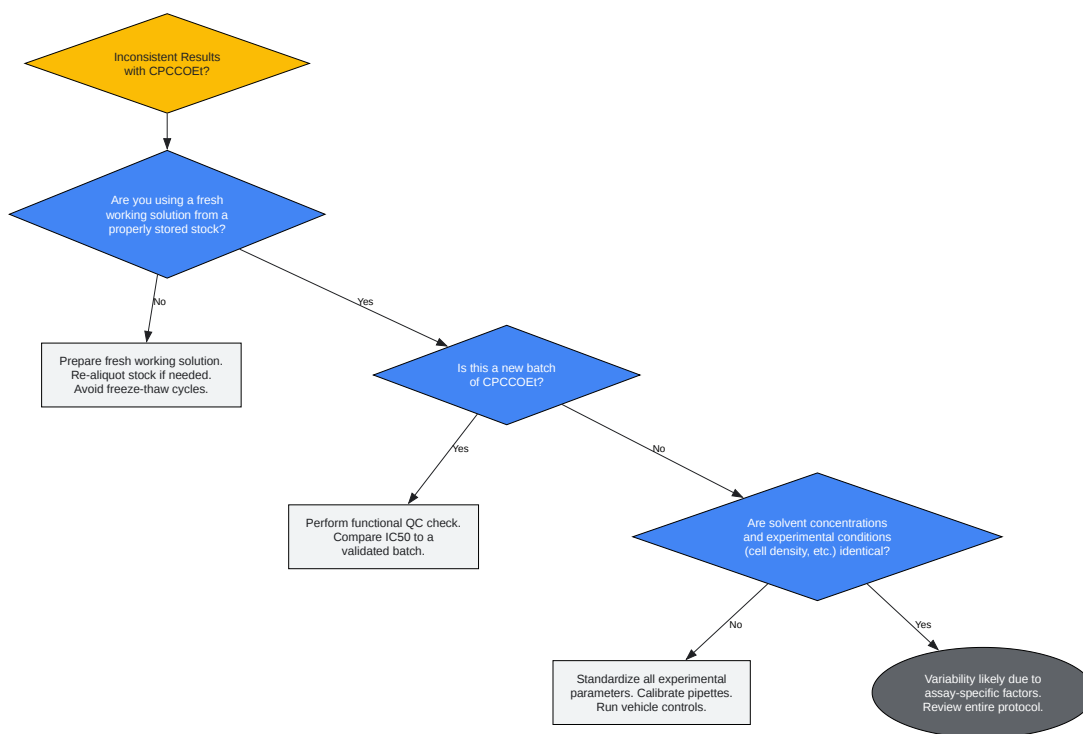 Inconsistent Results
with CPCCOEt?
Are you using a fresh
working solution from a
properly stored stock?
No
Yes
Prepare fresh working solution.
Re-aliquot stock if needed.
Avoid freeze-thaw cycles.
Is this a new batch
of CPCCOEt?
Yes
No
Perform functional QC check.
Compare IC50 to a
validated batch.
Are solvent concentrations
and experimental conditions
(cell density, etc.) identical?
No
Yes
Standardize all experimental
parameters. Calibrate pipettes.
Run vehicle controls.
Variability likely due to
assay-specific factors.
Review entire protocol.